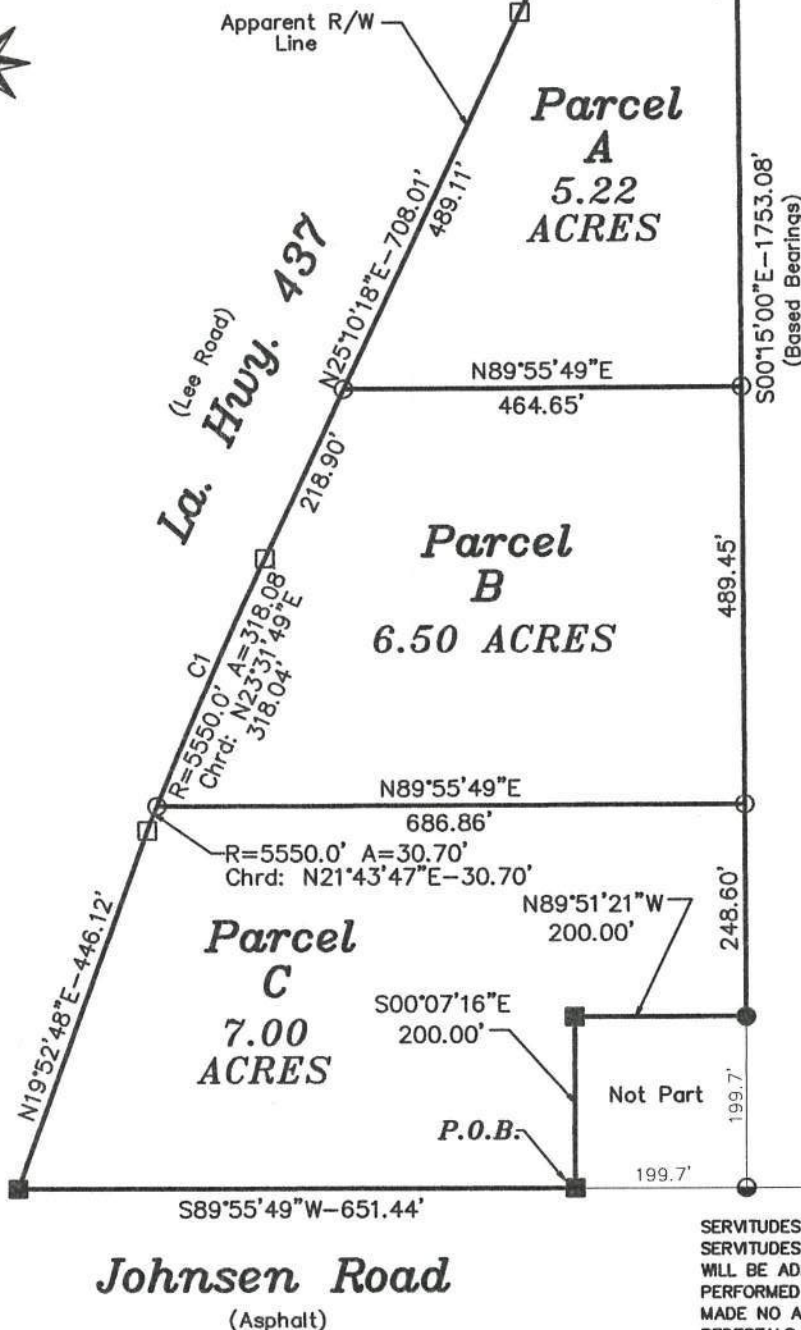 Apparent R/W
Line
Parcel
A
5.22
ACRES
N25°10'18"E-708.01'
489.11'
S00°15'00"E-1753.08'
(Based Bearings)
(Lee Road)
La. Hwy. 437
N89°55'49"E
464.65'
218.90'
Parcel
B
6.50 ACRES
489.45'
C1
R=5550.0' A=318.08
Chrd: N23°31'49"E
318.04'
N89°55'49"E
686.86'
R=5550.0' A=30.70'
Chrd: N21°43'47"E-30.70'
N89°51'21"W
200.00'
248.60'
N19°52'48"E-446.12'
Parcel
C
7.00
ACRES
S00°07'16"E
200.00'
Not Part
199.7'
P.O.B.
199.7'
S89°55'49"W-651.44'
Johnsen Road
(Asphalt)
SERVITUDES
SERVITUDES
WILL BE AD
PERFORMED
MADE NO A